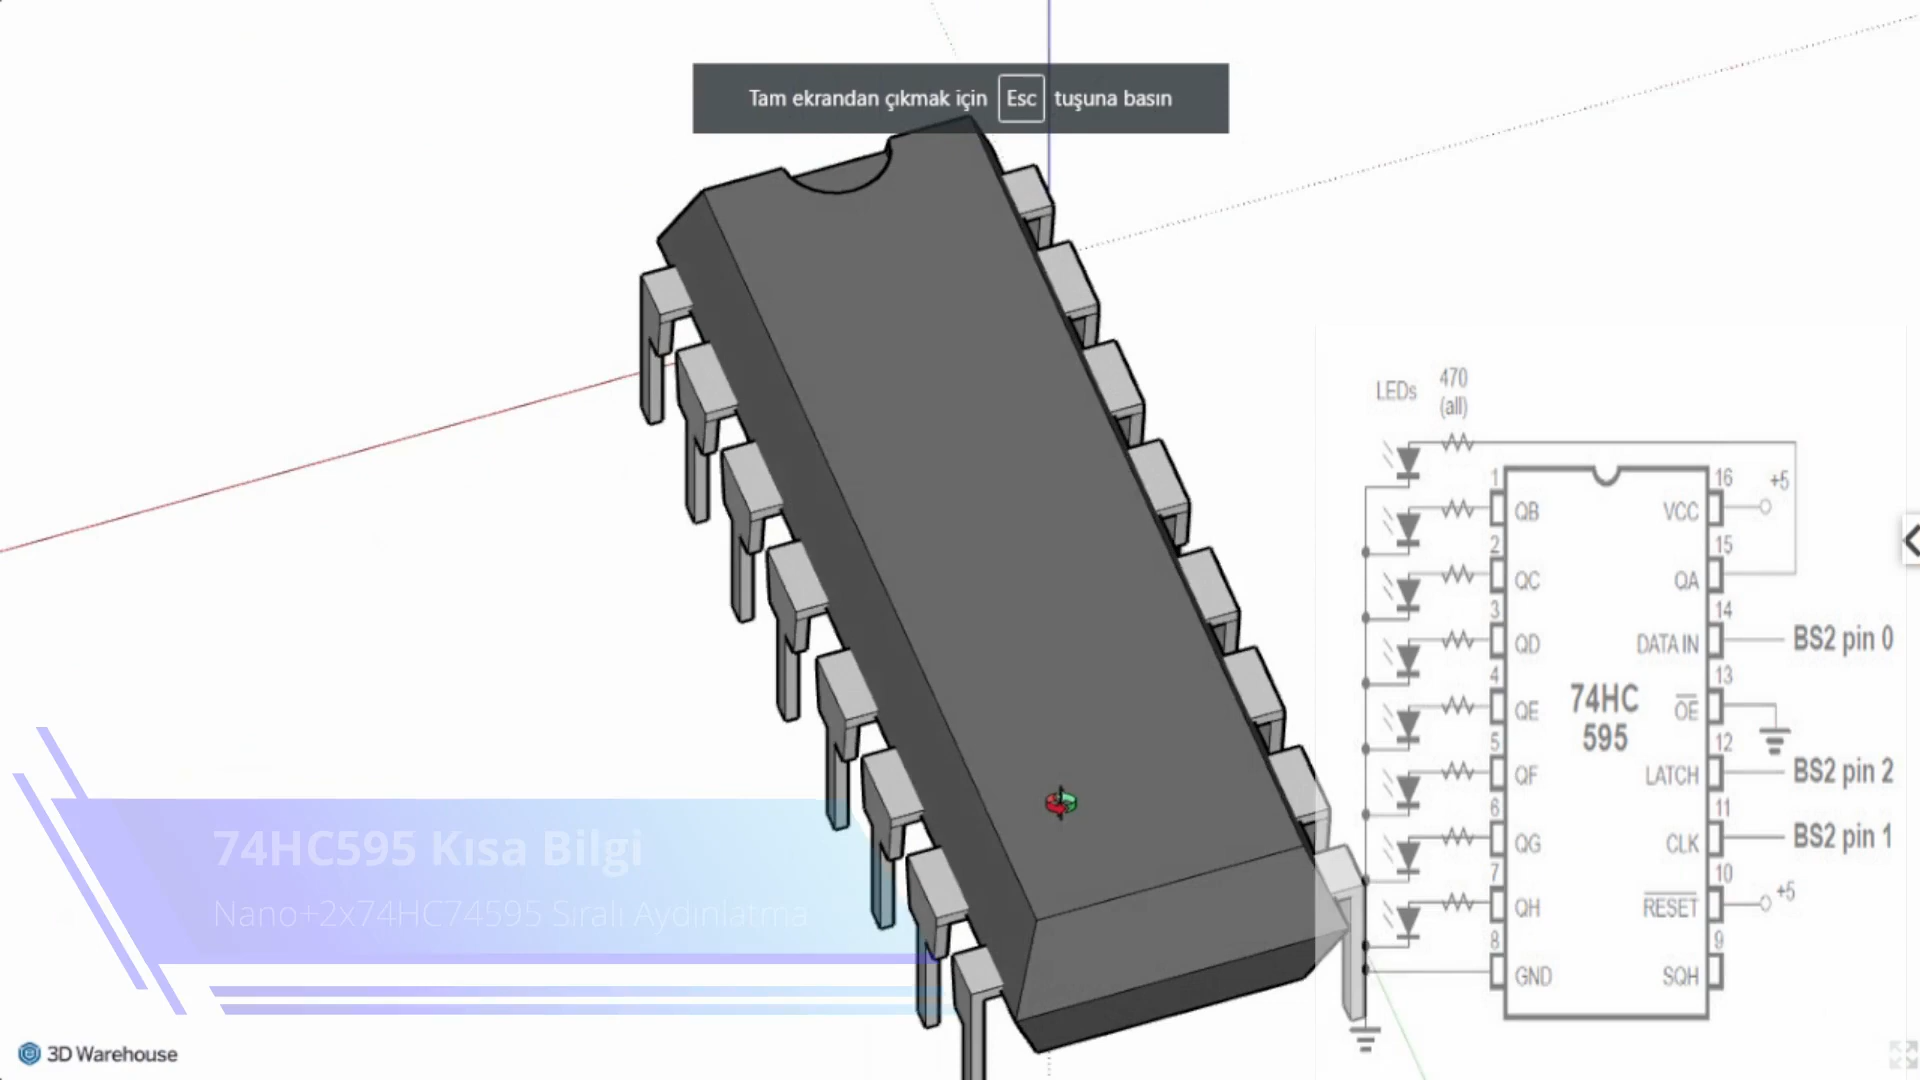 Tam ekrandan çıkmak için Esc tuşuna basın
LEDs
470
(all)
1
16
+5
QB
VCC
2
15
QC
QA
3
14
QD
DATA IN
BS2 pin 0
4
13
QE
OE
74HC
595
5
12
QF
LATCH
BS2 pin 2
6
11
QG
CLK
BS2 pin 1
7
10
+5
QH
RESET
8
9
GND
SQH
74HC595 Kısa Bilgi
Nano+2x74HC74595 Sıralı Aydınlatma
3D Warehouse